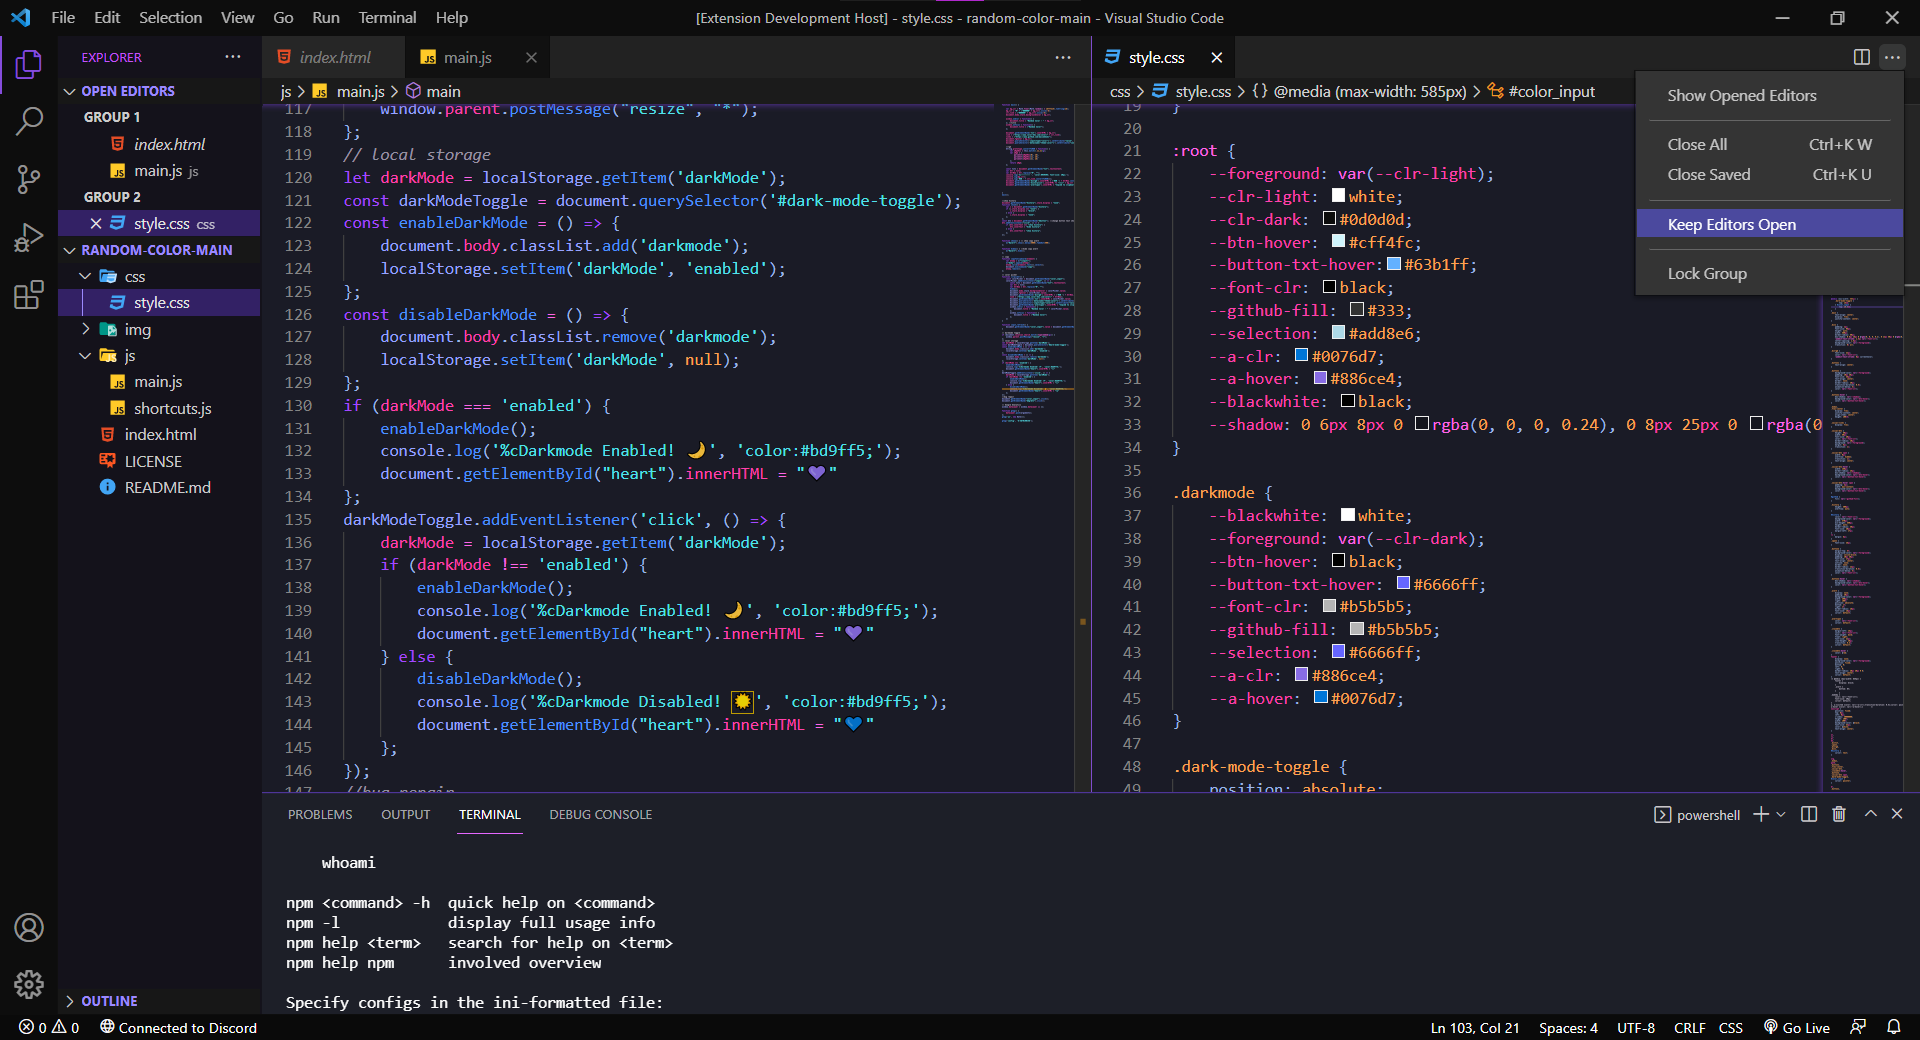 File Edit Selection View Go Run Terminal Help
[Extension Development Host] - style.css - random-color-main - Visual Studio Code
EXPLORER
OPEN EDITORS
GROUP 1
index.html
main.js js
GROUP 2
style.css css
RANDOM-COLOR-MAIN
css
style.css
img
js
main.js
shortcuts.js
index.html
LICENSE
README.md
OUTLINE
index.html
main.js
js > main.js > main
117 window.parent.postMessage("resize", "*");
118 };
119 // local storage
120 let darkMode = localStorage.getItem('darkMode');
121 const darkModeToggle = document.querySelector('#dark-mode-toggle');
122 const enableDarkMode = () => {
123 document.body.classList.add('darkmode');
124 localStorage.setItem('darkMode', 'enabled');
125 };
126 const disableDarkMode = () => {
127 document.body.classList.remove('darkmode');
128 localStorage.setItem('darkMode', null);
129 };
130 if (darkMode === 'enabled') {
131 enableDarkMode();
132 console.log('%cDarkmode Enabled! 🌙', 'color:#bd9ff5;');
133 document.getElementById("heart").innerHTML = "💜"
134 };
135 darkModeToggle.addEventListener('click', () => {
136 darkMode = localStorage.getItem('darkMode');
137 if (darkMode !== 'enabled') {
138 enableDarkMode();
139 console.log('%cDarkmode Enabled! 🌙', 'color:#bd9ff5;');
140 document.getElementById("heart").innerHTML = "💜"
141 } else {
142 disableDarkMode();
143 console.log('%cDarkmode Disabled! ☀', 'color:#bd9ff5;');
144 document.getElementById("heart").innerHTML = "💙"
145 };
146 });
147 //bug repair
style.css
css > style.css > {} @media (max-width: 585px) > #color_input
19 }
20
21 :root {
22 --foreground: var(--clr-light);
23 --clr-light: white;
24 --clr-dark: #0d0d0d;
25 --btn-hover: #cff4fc;
26 --button-txt-hover: #63b1ff;
27 --font-clr: black;
28 --github-fill: #333;
29 --selection: #add8e6;
30 --a-clr: #0076d7;
31 --a-hover: #886ce4;
32 --blackwhite: black;
33 --shadow: 0 6px 8px 0 rgba(0, 0, 0, 0.24), 0 8px 25px 0 rgba(0
34 }
35
36 .darkmode {
37 --blackwhite: white;
38 --foreground: var(--clr-dark);
39 --btn-hover: black;
40 --button-txt-hover: #6666ff;
41 --font-clr: #b5b5b5;
42 --github-fill: #b5b5b5;
43 --selection: #6666ff;
44 --a-clr: #886ce4;
45 --a-hover: #0076d7;
46 }
47
48 .dark-mode-toggle {
49 position: absolute;
Show Opened Editors
Close All Ctrl+K W
Close Saved Ctrl+K U
Keep Editors Open
Lock Group
PROBLEMS OUTPUT TERMINAL DEBUG CONSOLE
powershell
whoami
npm <command> -h quick help on <command>
npm -l display full usage info
npm help <term> search for help on <term>
npm help npm involved overview
Specify configs in the ini-formatted file:
0 0 Connected to Discord
Ln 103, Col 21 Spaces: 4 UTF-8 CRLF CSS Go Live